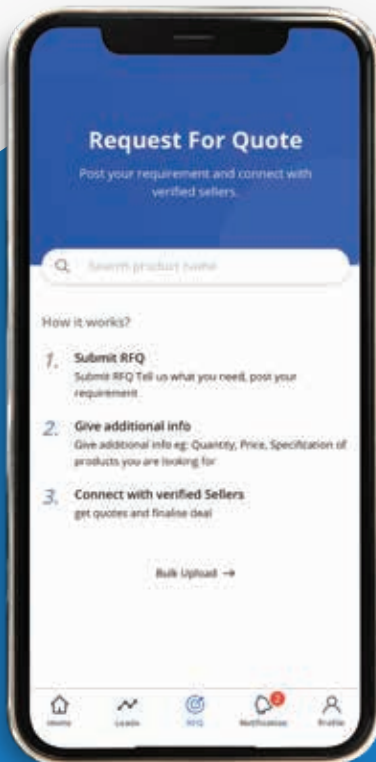 Request For Quote
Post your requirement and connect with
verified sellers.
Search product name
How it works?
1. Submit RFQ
Submit RFQ Tell us what you need, post your
requirement
2. Give additional info
Give additional info eg: Quantity, Price, Specification of
products you are looking for
3. Connect with verified Sellers
get quotes and finalise deal
Bulk Upload →
2
Home Leads RFQ Notification Profile